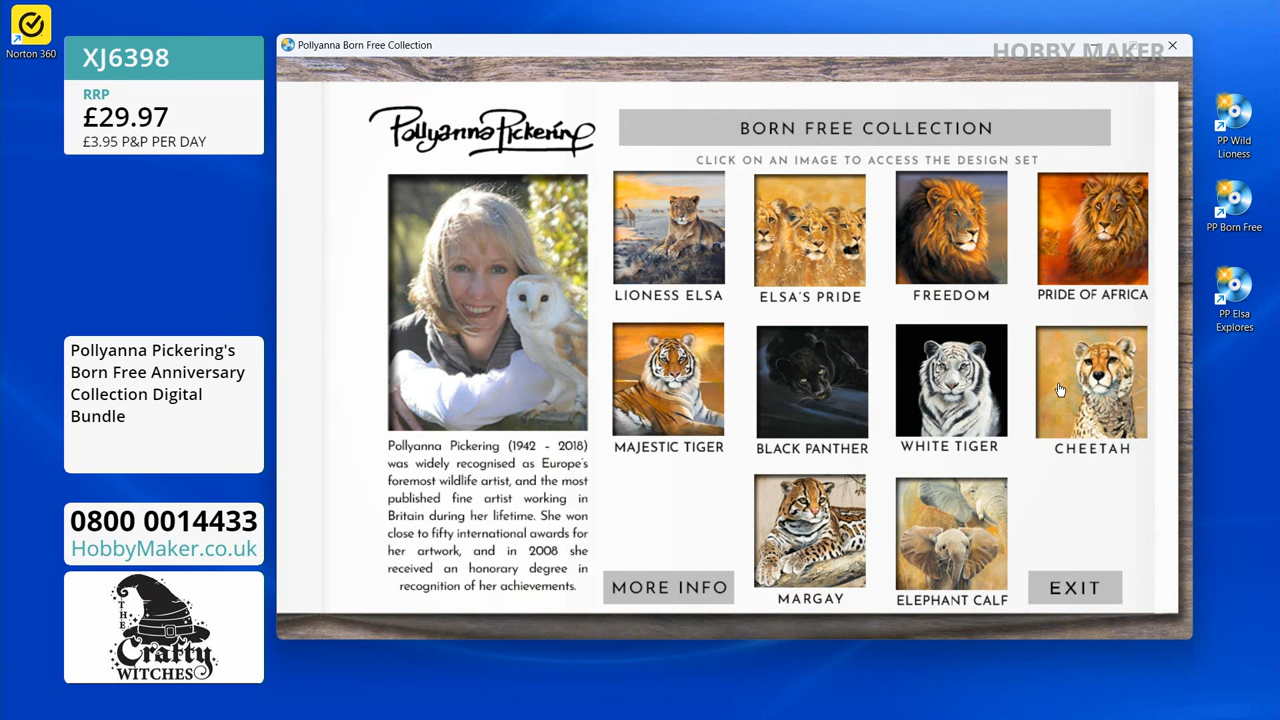 Norton 360
XJ6398
RRP
£29.97
£3.95 P&P PER DAY
Pollyanna Pickering's
Born Free Anniversary
Collection Digital
Bundle
0800 0014433
HobbyMaker.co.uk
THE
Crafty
WITCHES
Pollyanna Born Free Collection
HOBBY MAKER
Pollyanna Pickering
BORN FREE COLLECTION
CLICK ON AN IMAGE TO ACCESS THE DESIGN SET
LIONESS ELSA
ELSA'S PRIDE
FREEDOM
PRIDE OF AFRICA
MAJESTIC TIGER
BLACK PANTHER
WHITE TIGER
CHEETAH
Pollyanna Pickering (1942 – 2018)
was widely recognised as Europe's
foremost wildlife artist, and the most
published fine artist working in
Britain during her lifetime. She won
close to fifty international awards for
her artwork, and in 2008 she
received an honorary degree in
recognition of her achievements.
MORE INFO
MARGAY
ELEPHANT CALF
EXIT
PP Wild
Lioness
PP Born Free
PP Elsa
Explores